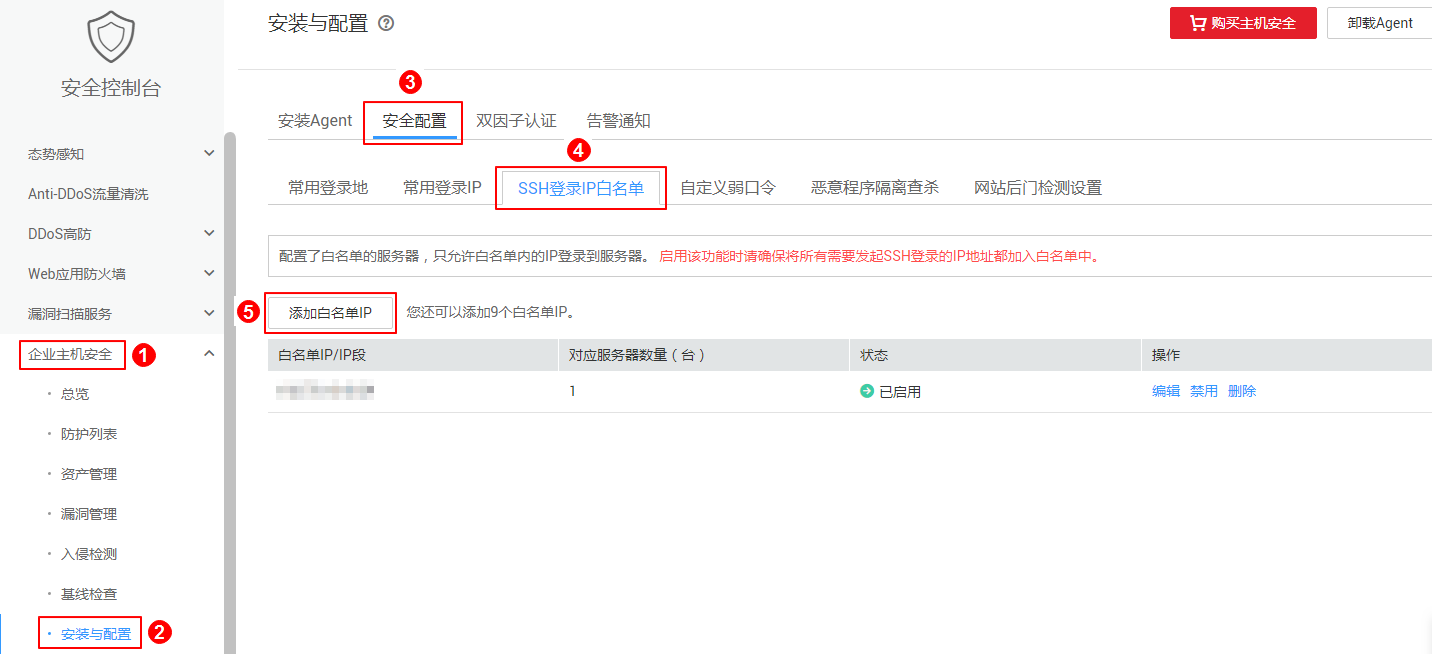 安全控制台
态势感知
Anti-DDoS流量清洗
DDoS高防
Web应用防火墙
漏洞扫描服务
企业主机安全 1
· 总览
· 防护列表
· 资产管理
· 漏洞管理
· 入侵检测
· 基线检查
· 安装与配置 2
安装与配置 ? 购买主机安全 卸载Agent
3
安装Agent 安全配置 双因子认证 告警通知
4
常用登录地 常用登录IP SSH登录IP白名单 自定义弱口令 恶意程序隔离查杀 网站后门检测设置
配置了白名单的服务器，只允许白名单内的IP登录到服务器。 启用该功能时请确保将所有需要发起SSH登录的IP地址都加入白名单中。
5 添加白名单IP 您还可以添加9个白名单IP。
白名单IP/IP段 对应服务器数量（台） 状态 操作
1 已启用 编辑 禁用 删除